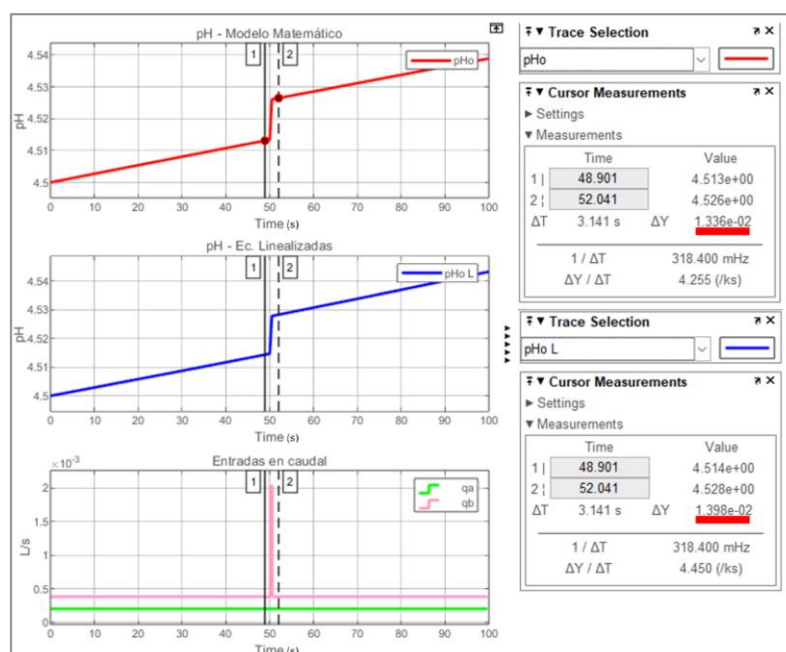 pH - Modelo Matemático
1
2
pHo
4.54
4.53
4.52
4.51
4.5
pH
0 10 20 30 40 50 60 70 80 90 100
Time (s)
pH - Ec. Linealizadas
1
2
pHo L
4.54
4.53
4.52
4.51
4.5
pH
0 10 20 30 40 50 60 70 80 90 100
Time (s)
×10⁻³
Entradas en caudal
1
2
qa
qb
2
1.5
1
0.5
0
L/s
0 10 20 30 40 50 60 70 80 90 100
Time (s)
Trace Selection
pHo
Cursor Measurements
Settings
Measurements
Time Value
1 | 48.901 4.513e+00
2 ¦ 52.041 4.526e+00
ΔT 3.141 s ΔY 1.336e-02
1 / ΔT 318.400 mHz
ΔY / ΔT 4.255 (/ks)
Trace Selection
pHo L
Cursor Measurements
Settings
Measurements
Time Value
1 | 48.901 4.514e+00
2 ¦ 52.041 4.528e+00
ΔT 3.141 s ΔY 1.398e-02
1 / ΔT 318.400 mHz
ΔY / ΔT 4.450 (/ks)